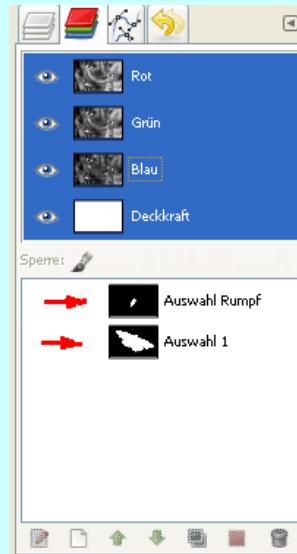 Rot
Grün
Blau
Deckkraft
Sperre:
Auswahl Rumpf
Auswahl 1